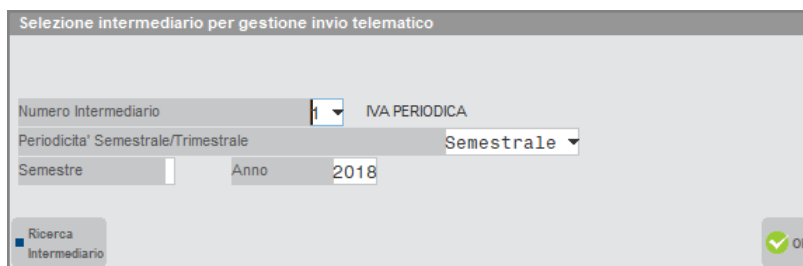 Selezione intermediario per gestione invio telematico
Numero Intermediario 1 IVA PERIODICA
Periodicita' Semestrale/Trimestrale Semestrale
Semestre Anno 2018
Ricerca
Intermediario